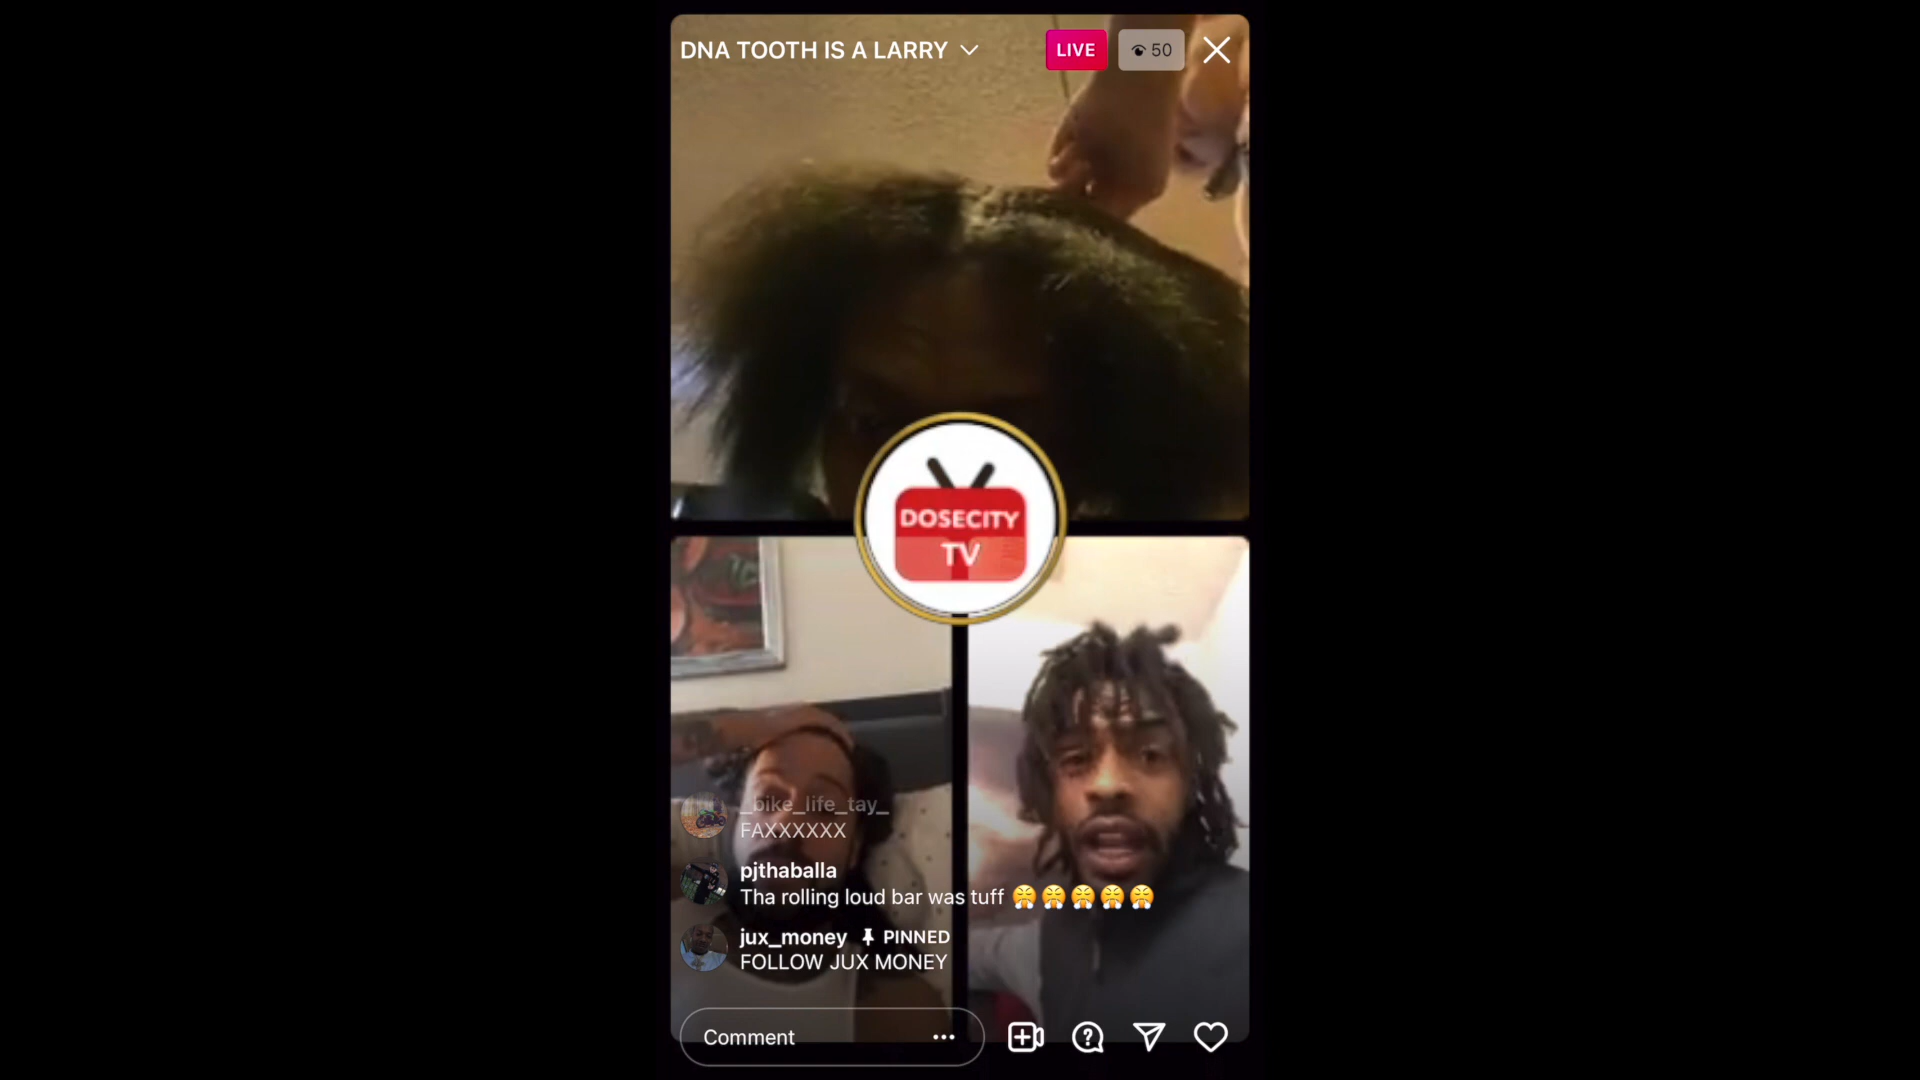 DNA TOOTH IS A LARRY
LIVE
50
DOSECITY
TV
_bike_life_tay_
FAXXXXXX
pjthaballa
Tha rolling loud bar was tuff 😤😤😤😤😤
jux_money PINNED
FOLLOW JUX MONEY
Comment